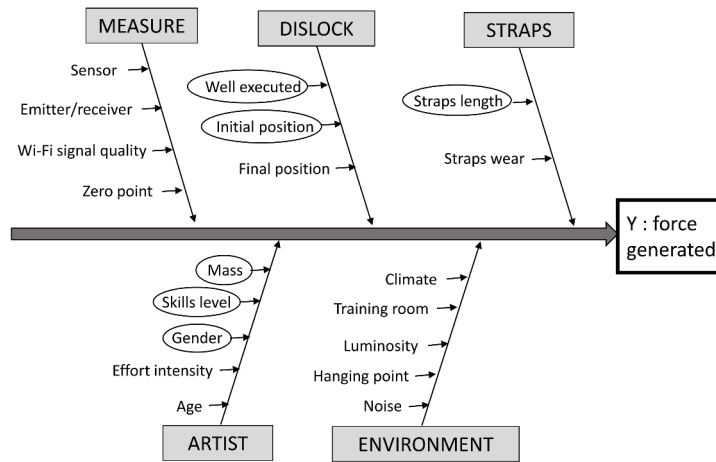 MEASURE
DISLOCK
STRAPS
Sensor
Emitter/receiver
Wi-Fi signal quality
Zero point
Well executed
Initial position
Final position
Straps length
Straps wear
Y : force
generated
Mass
Skills level
Gender
Effort intensity
Age
Climate
Training room
Luminosity
Hanging point
Noise
ARTIST
ENVIRONMENT